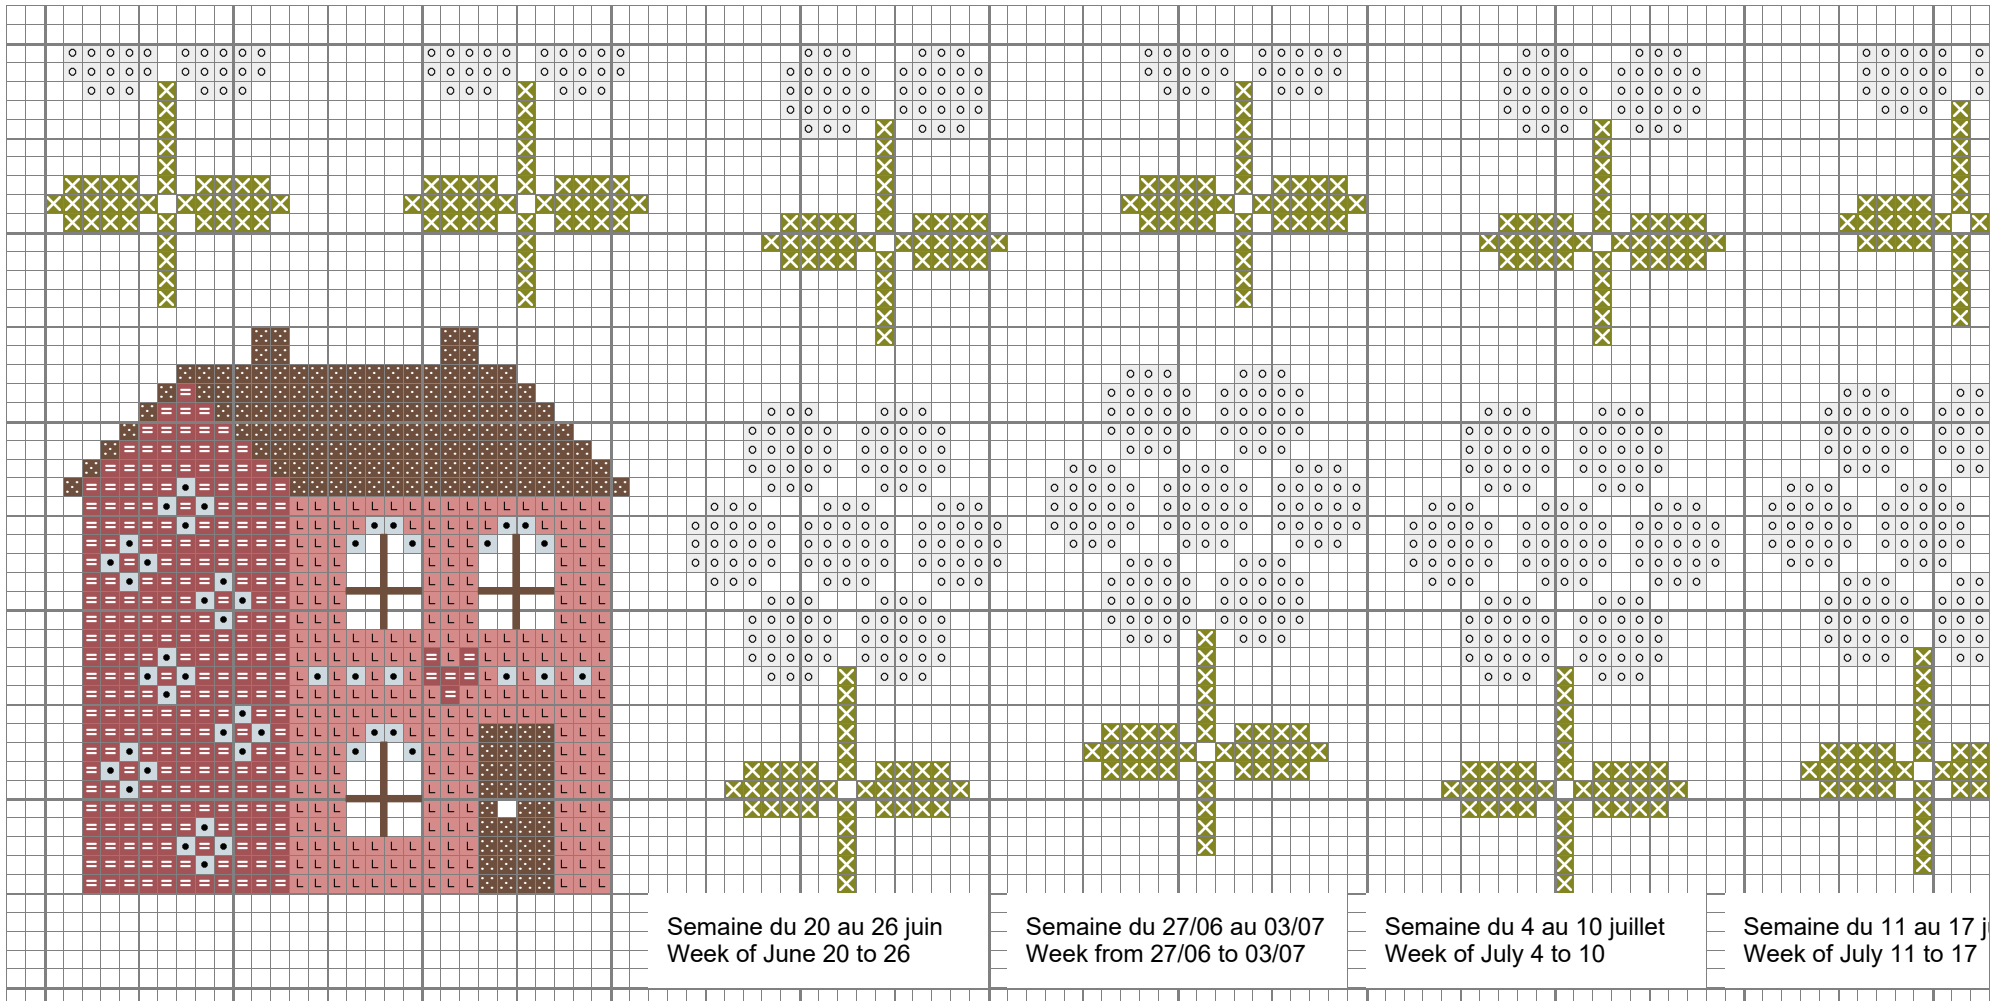 Semaine du 20 au 26 juin
Week of June 20 to 26
Semaine du 27/06 au 03/07
Week from 27/06 to 03/07
Semaine du 4 au 10 juillet
Week of July 4 to 10
Semaine du 11 au 17 j
Week of July 11 to 17